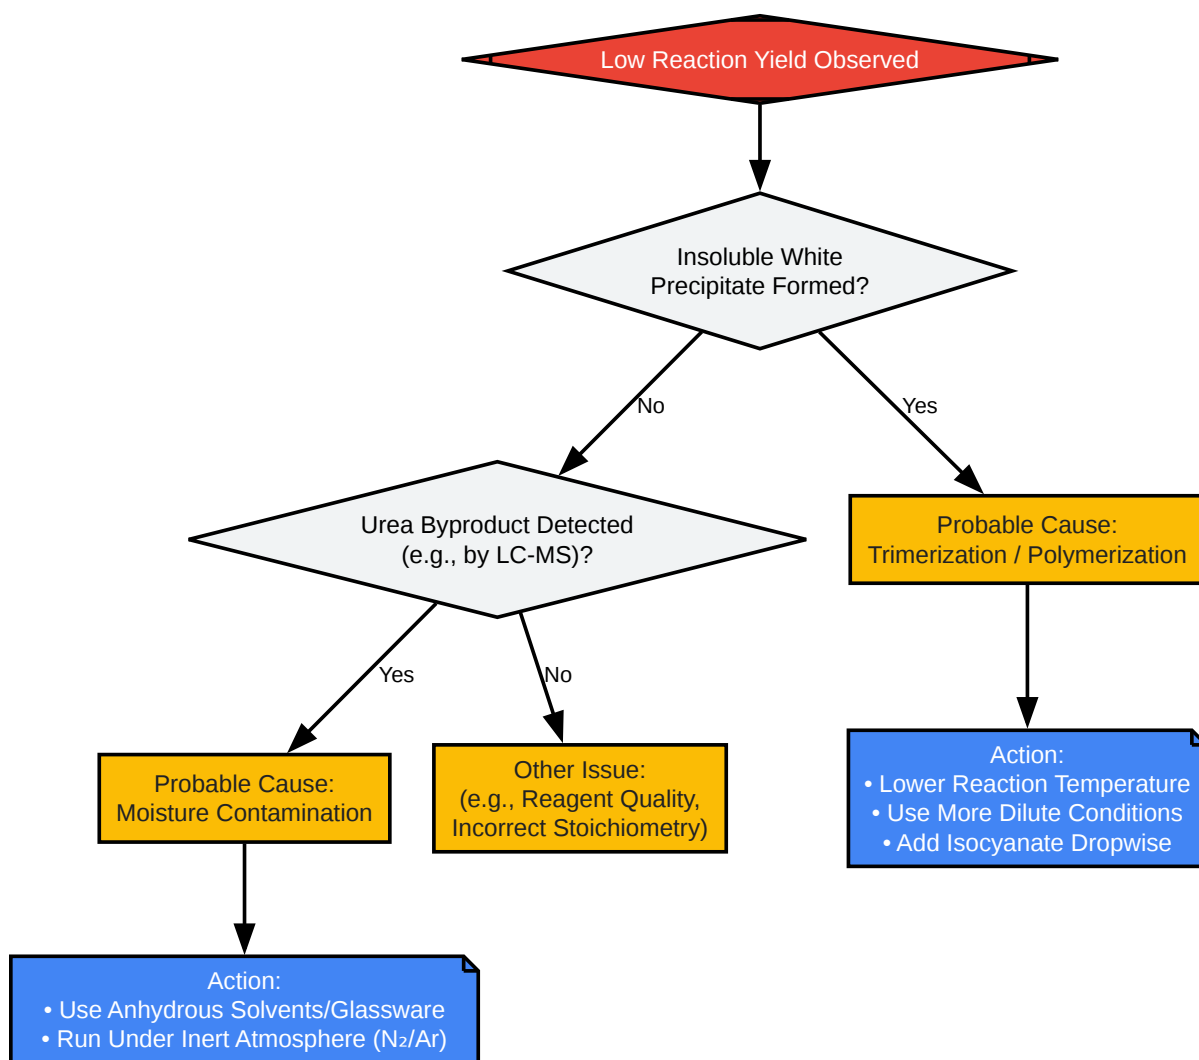 Low Reaction Yield Observed
Insoluble White
Precipitate Formed?
No
Yes
Urea Byproduct Detected
(e.g., by LC-MS)?
Probable Cause:
Trimerization / Polymerization
Yes
No
Probable Cause:
Moisture Contamination
Other Issue:
(e.g., Reagent Quality,
Incorrect Stoichiometry)
Action:
• Lower Reaction Temperature
• Use More Dilute Conditions
• Add Isocyanate Dropwise
Action:
• Use Anhydrous Solvents/Glassware
• Run Under Inert Atmosphere (N₂/Ar)